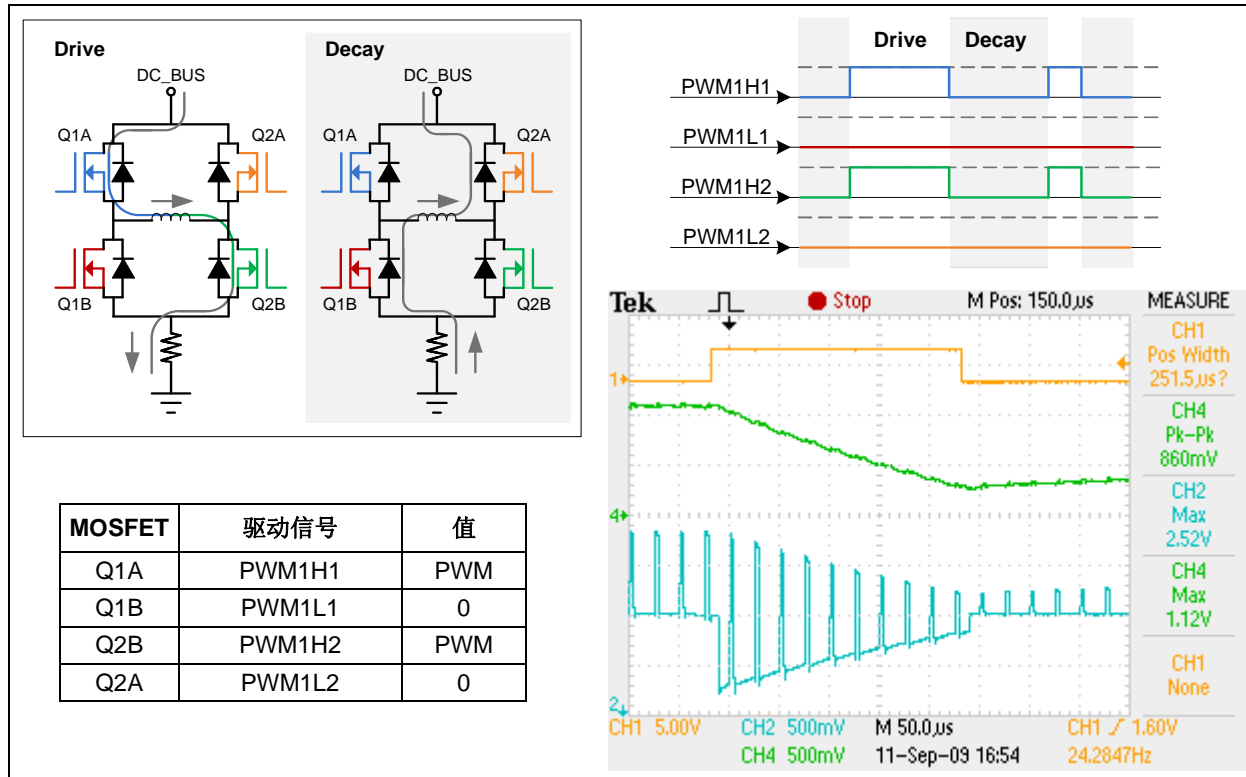 Drive
Decay
DC_BUS
DC_BUS
Q1A
Q2A
Q1A
Q2A
Q1B
Q2B
Q1B
Q2B
Drive Decay
PWM1H1
PWM1L1
PWM1H2
PWM1L2
MOSFET 驱动信号 值
Q1A PWM1H1 PWM
Q1B PWM1L1 0
Q2B PWM1H2 PWM
Q2A PWM1L2 0
Tek Stop M Pos: 150.0µs MEASURE
CH1
Pos Width
251.5µs?
CH4
Pk-Pk
860mV
CH2
Max
2.52V
CH4
Max
1.12V
CH1
None
1
4
2
CH1 5.00V CH2 500mV M 50.0µs CH1 1.60V
CH4 500mV 11-Sep-09 16:54 24.2847Hz